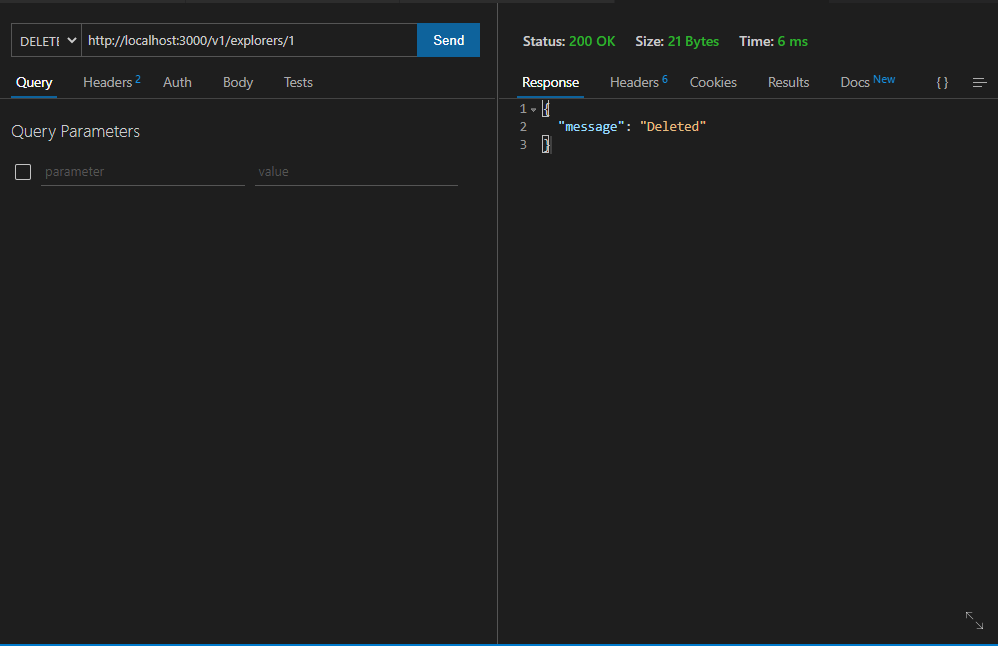 DELETE http://localhost:3000/v1/explorers/1 Send
Query Headers 2 Auth Body Tests
Query Parameters
parameter value
Status: 200 OK Size: 21 Bytes Time: 6 ms
Response Headers 6 Cookies Results Docs New { }
1 {
2 "message": "Deleted"
3 }